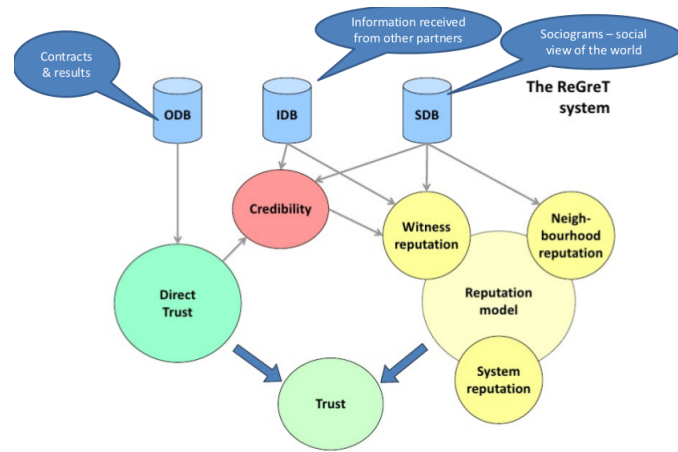 Contracts
& results
Information received
from other partners
Sociograms – social
view of the world
The ReGreT
system
ODB
IDB
SDB
Credibility
Witness
reputation
Neigh-
bourhood
reputation
Direct
Trust
Reputation
model
System
reputation
Trust